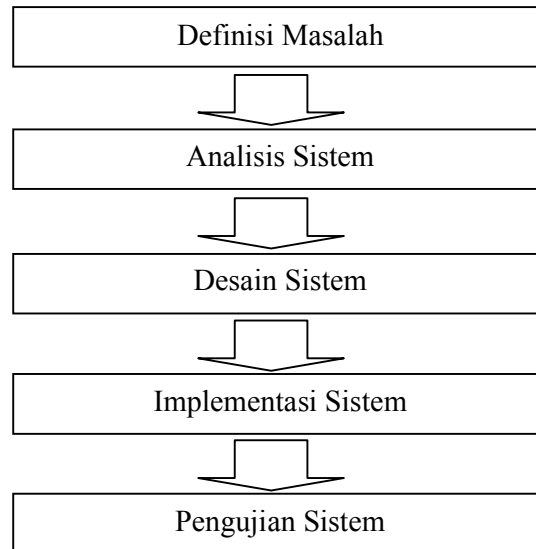 Definisi Masalah
Analisis Sistem
Desain Sistem
Implementasi Sistem
Pengujian Sistem